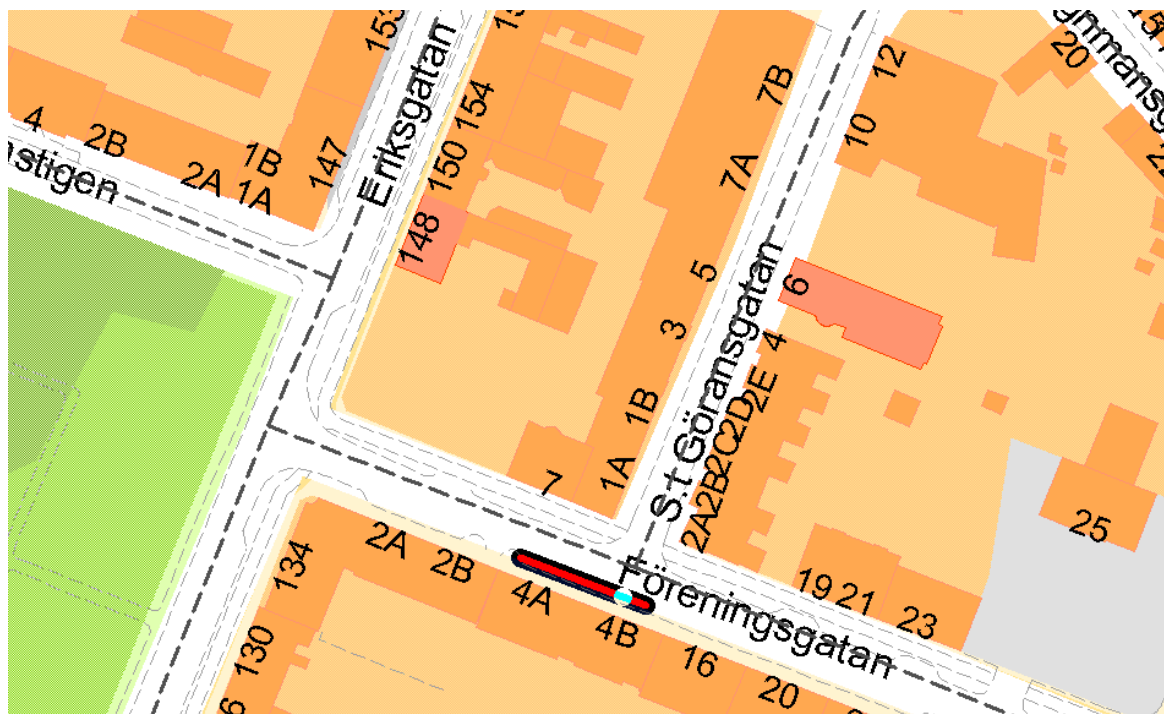 153
15
154
150
148
Eriksgatan
147
4
2B
2A
1B
1A
stigen
7B
7A
5
3
1B
1A
7
12
10
6
4
2E
2D
2C
2B
2A
S.t Göransgatan
20
gnmansg
25
19
21
23
Föreningsgatan
134
130
6
2A
2B
4A
4B
16
20